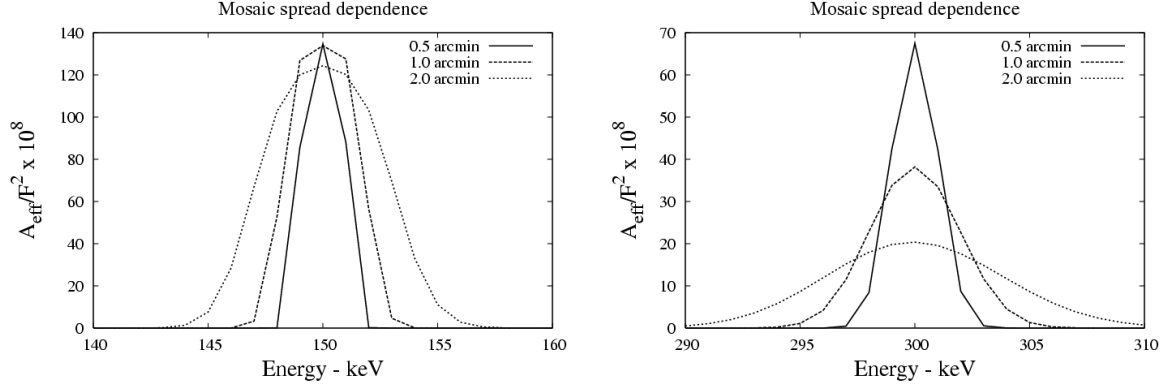 Mosaic spread dependence
140
120
100
80
60
40
20
0
A_eff/F^2 x 10^8
0.5 arcmin
1.0 arcmin
2.0 arcmin
140 145 150 155 160
Energy - keV
Mosaic spread dependence
70
60
50
40
30
20
10
0
A_eff/F^2 x 10^8
0.5 arcmin
1.0 arcmin
2.0 arcmin
290 295 300 305 310
Energy - keV